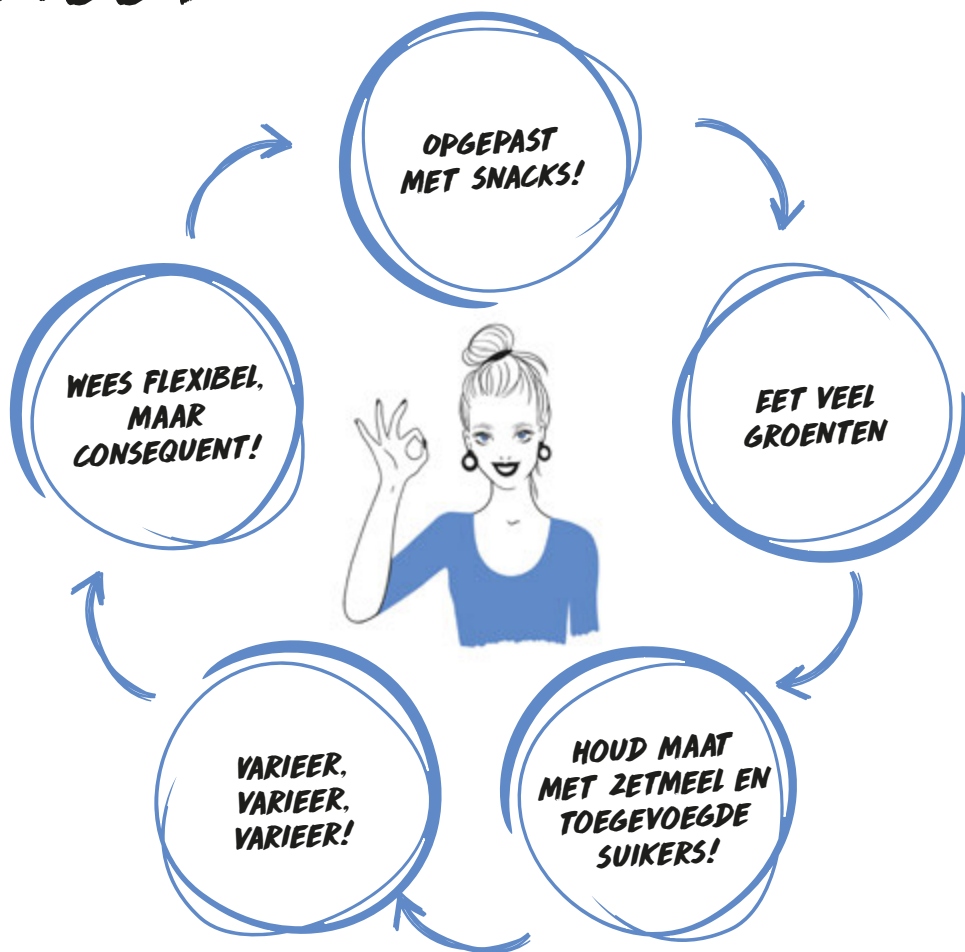 OPGEPAST
MET SNACKS!
EET VEEL
GROENTEN
HOUD MAAT
MET ZETMEEL EN
TOEGEVOEGDE
SUIKERS!
VARIEER,
VARIEER,
VARIEER!
WEES FLEXIBEL,
MAAR
CONSEQUENT!